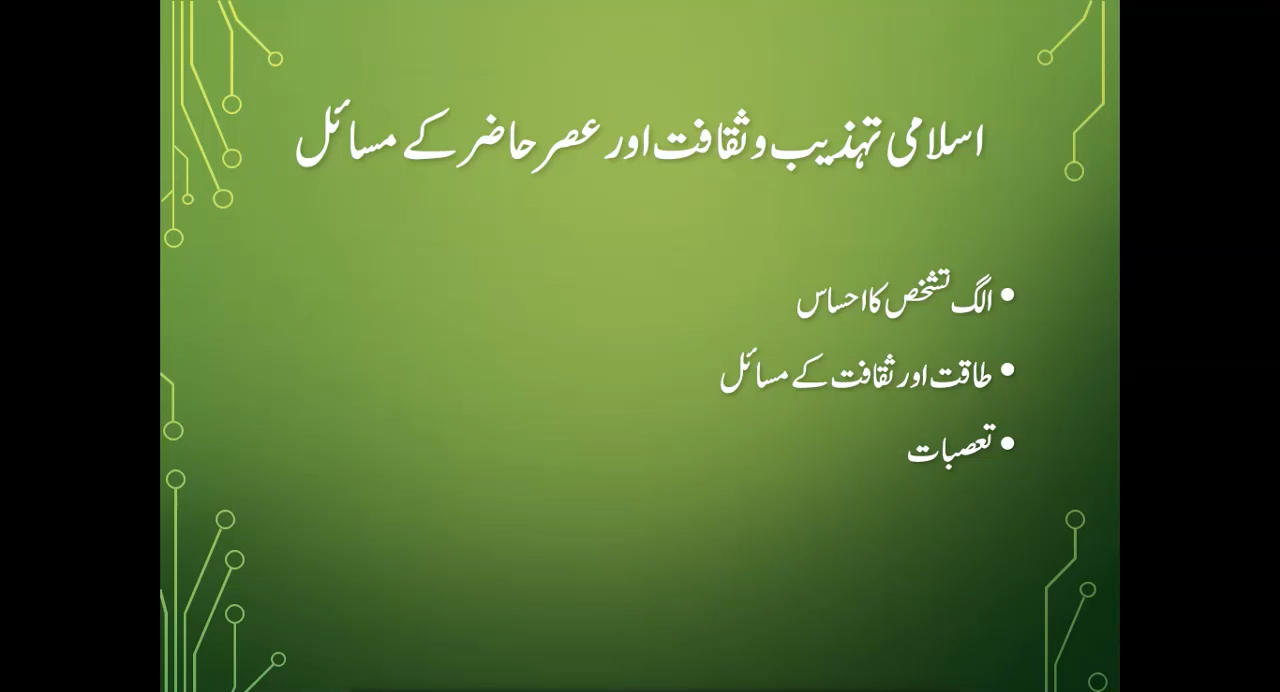 اسلامی تہذیب و ثقافت اور عصر حاضر کے مسائل
• الگ تشخص کا احساس
• طاقت اور ثقافت کے مسائل
• تعصبات